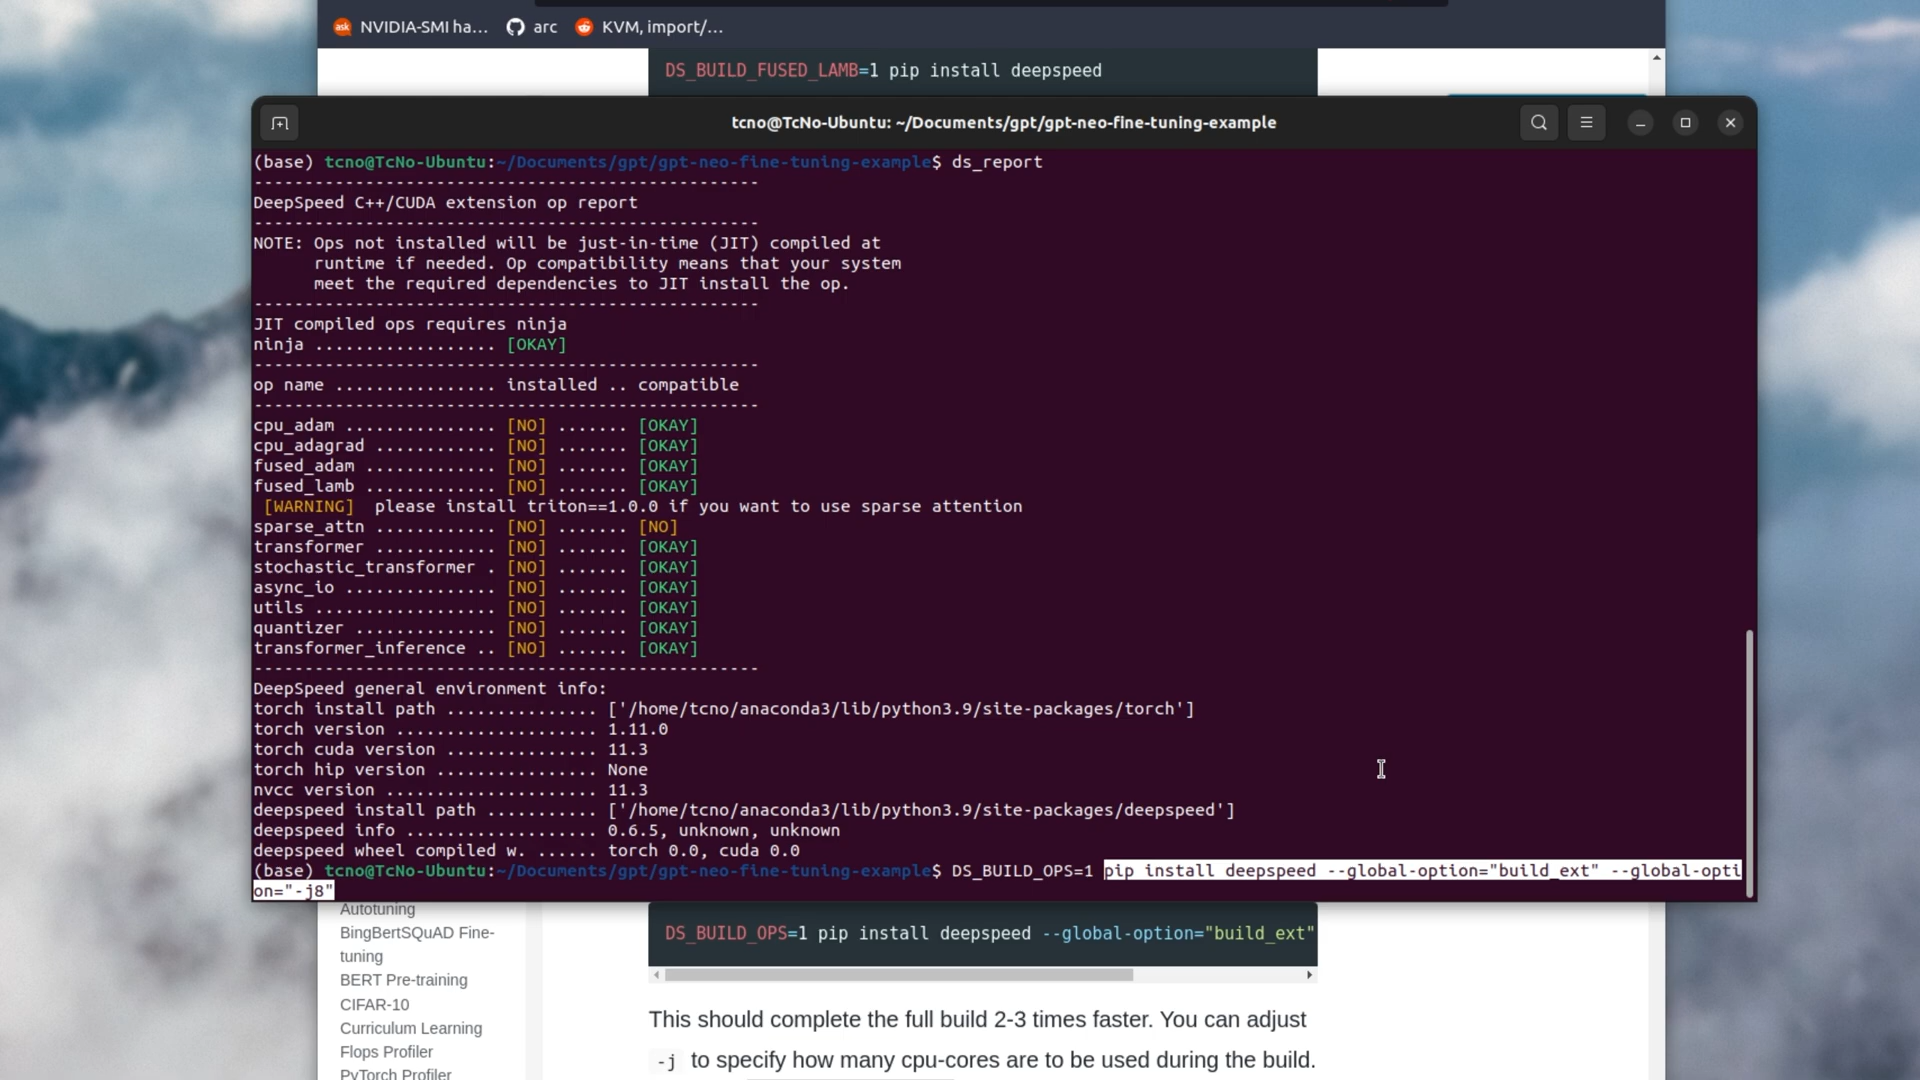 NVIDIA-SMI ha... arc KVM, import/...
DS_BUILD_FUSED_LAMB=1 pip install deepspeed
tcno@TcNo-Ubuntu: ~/Documents/gpt/gpt-neo-fine-tuning-example
(base) tcno@TcNo-Ubuntu:~/Documents/gpt/gpt-neo-fine-tuning-example$ ds_report
--------------------------------------------------
DeepSpeed C++/CUDA extension op report
--------------------------------------------------
NOTE: Ops not installed will be just-in-time (JIT) compiled at
      runtime if needed. Op compatibility means that your system
      meet the required dependencies to JIT install the op.
--------------------------------------------------
JIT compiled ops requires ninja
ninja .................. [OKAY]
--------------------------------------------------
op name ................ installed .. compatible
--------------------------------------------------
cpu_adam ............... [NO] ....... [OKAY]
cpu_adagrad ............ [NO] ....... [OKAY]
fused_adam ............. [NO] ....... [OKAY]
fused_lamb ............. [NO] ....... [OKAY]
 [WARNING]  please install triton==1.0.0 if you want to use sparse attention
sparse_attn ............ [NO] ....... [NO]
transformer ............ [NO] ....... [OKAY]
stochastic_transformer . [NO] ....... [OKAY]
async_io ............... [NO] ....... [OKAY]
utils .................. [NO] ....... [OKAY]
quantizer .............. [NO] ....... [OKAY]
transformer_inference .. [NO] ....... [OKAY]
--------------------------------------------------
DeepSpeed general environment info:
torch install path ............... ['/home/tcno/anaconda3/lib/python3.9/site-packages/torch']
torch version .................... 1.11.0
torch cuda version ............... 11.3
torch hip version ................ None
nvcc version ..................... 11.3
deepspeed install path ........... ['/home/tcno/anaconda3/lib/python3.9/site-packages/deepspeed']
deepspeed info ................... 0.6.5, unknown, unknown
deepspeed wheel compiled w. ...... torch 0.0, cuda 0.0
(base) tcno@TcNo-Ubuntu:~/Documents/gpt/gpt-neo-fine-tuning-example$ DS_BUILD_OPS=1 pip install deepspeed --global-option="build_ext" --global-opti
on="-j8"
Autotuning
BingBertSQuAD Fine-
tuning
BERT Pre-training
CIFAR-10
Curriculum Learning
Flops Profiler
PyTorch Profiler
DS_BUILD_OPS=1 pip install deepspeed --global-option="build_ext"
This should complete the full build 2-3 times faster. You can adjust
-j to specify how many cpu-cores are to be used during the build.